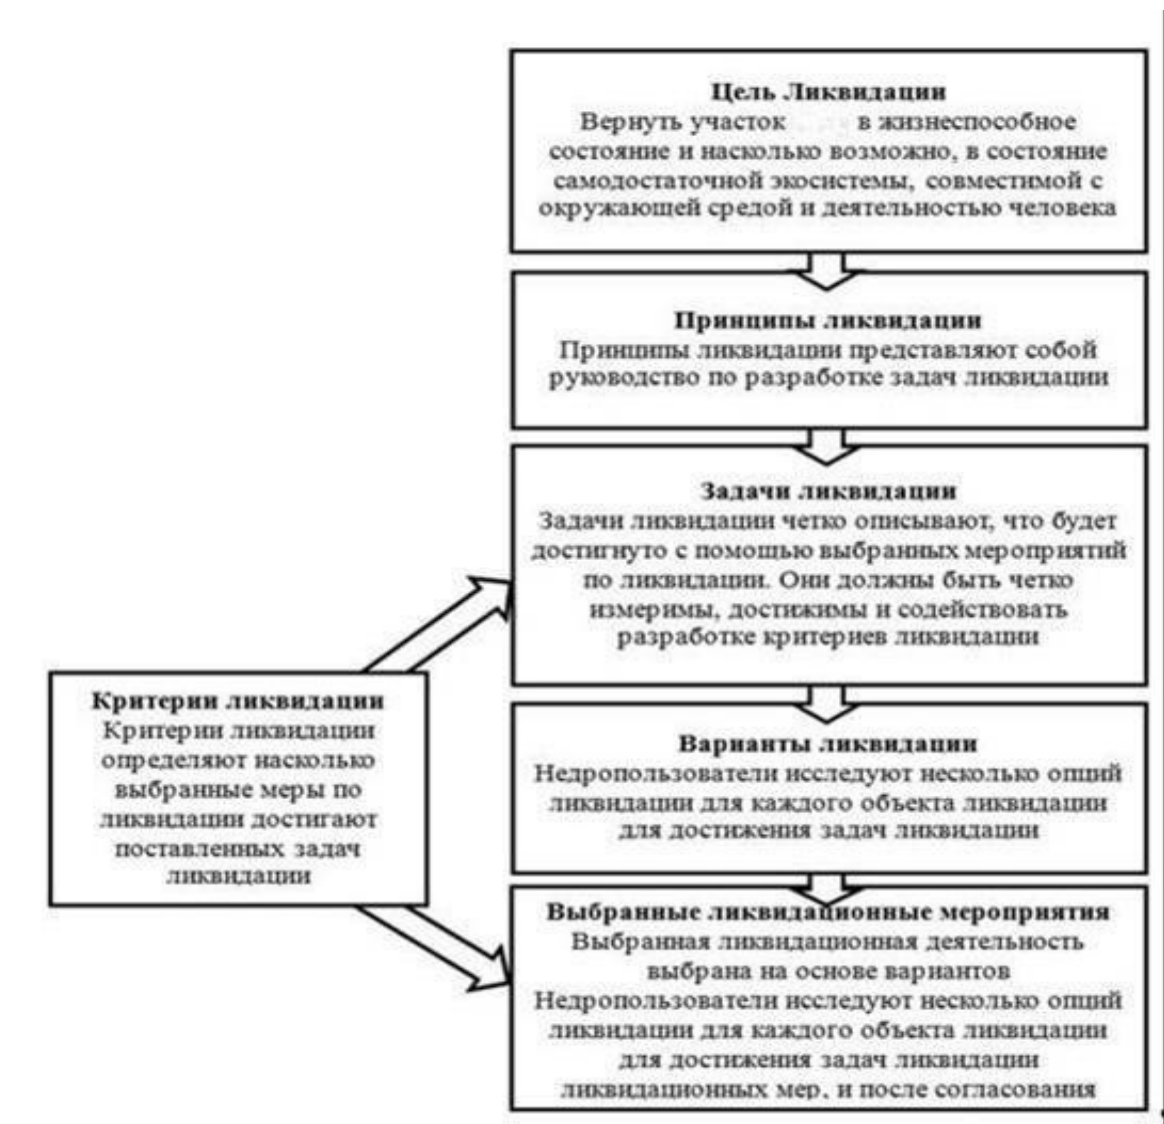 Цель Ликвидации
Вернуть участок в жизнеспособное
состояние и насколько возможно, в состояние
самодостаточной экосистемы, совместимой с
окружающей средой и деятельностью человека
Принципы ликвидации
Принципы ликвидации представляют собой
руководство по разработке задач ликвидации
Задачи ликвидации
Задачи ликвидации четко описывают, что будет
достигнуто с помощью выбранных мероприятий
по ликвидации. Они должны быть четко
измеримы, достижимы и содействовать
разработке критериев ликвидации
Критерии ликвидации
Критерии ликвидации
определяют насколько
выбранные меры по
ликвидации достигают
поставленных задач
ликвидации
Варианты ликвидации
Недропользователи исследуют несколько опций
ликвидации для каждого объекта ликвидации
для достижения задач ликвидации
Выбранные ликвидационные мероприятия
Выбранная ликвидационная деятельность
выбрана на основе вариантов
Недропользователи исследуют несколько опций
ликвидации для каждого объекта ликвидации
для достижения задач ликвидации
ликвидационных мер, и после согласования